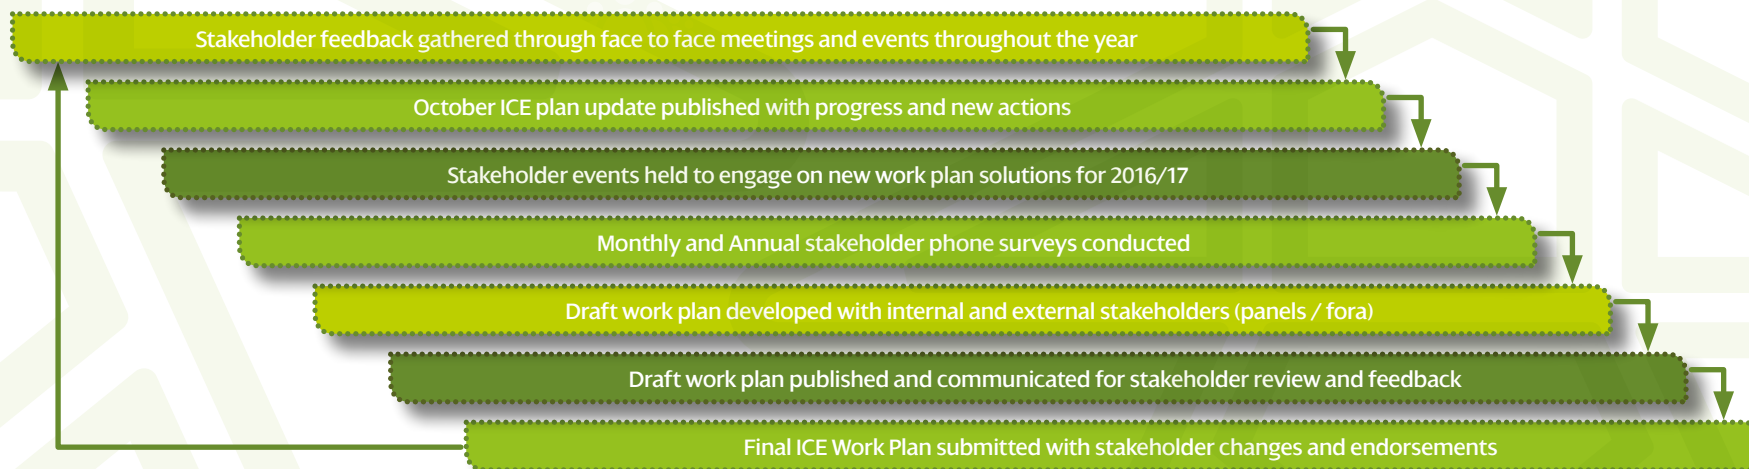 Stakeholder feedback gathered through face to face meetings and events throughout the year
October ICE plan update published with progress and new actions
Stakeholder events held to engage on new work plan solutions for 2016/17
Monthly and Annual stakeholder phone surveys conducted
Draft work plan developed with internal and external stakeholders (panels / fora)
Draft work plan published and communicated for stakeholder review and feedback
Final ICE Work Plan submitted with stakeholder changes and endorsements